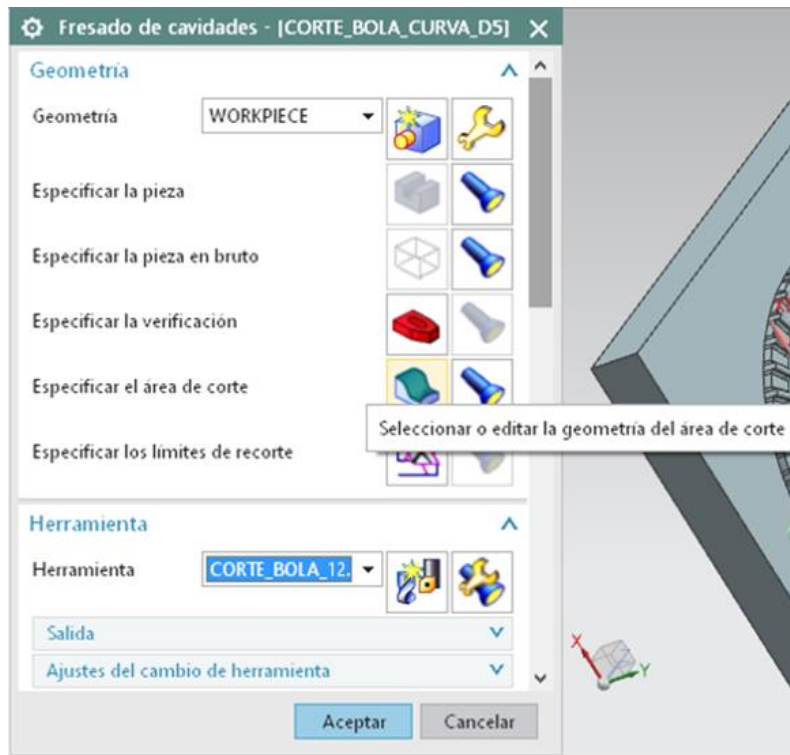 Fresado de cavidades - [CORTE_BOLA_CURVA_D5]
Geometría
Geometría WORKPIECE
Especificar la pieza
Especificar la pieza en bruto
Especificar la verificación
Especificar el área de corte
Seleccionar o editar la geometría del área de corte
Especificar los límites de recorte
Herramienta
Herramienta CORTE_BOLA_12.
Salida
Ajustes del cambio de herramienta
Aceptar Cancelar
X
Y